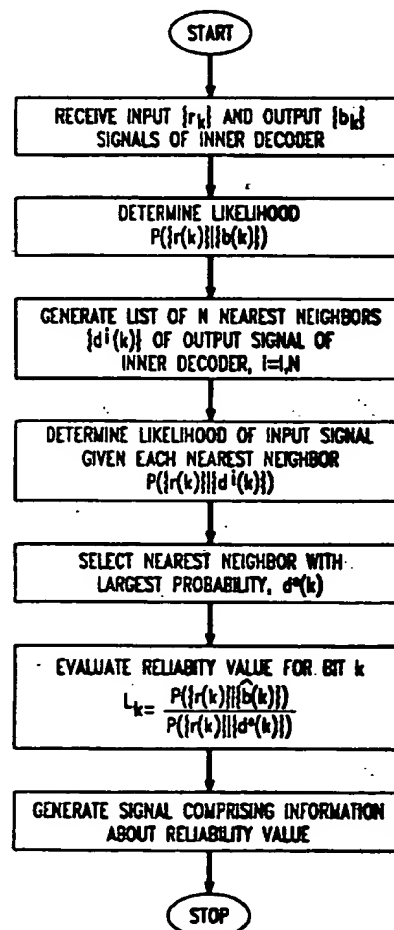 START
RECEIVE INPUT {r_k} AND OUTPUT {b_k}
SIGNALS OF INNER DECODER
DETERMINE LIKELIHOOD
P({r(k)}|{b(k)})
GENERATE LIST OF N NEAREST NEIGHBORS
{d^i(k)} OF OUTPUT SIGNAL OF
INNER DECODER, i=1,N
DETERMINE LIKELIHOOD OF INPUT SIGNAL
GIVEN EACH NEAREST NEIGHBOR
P({r(k)}|{d^i(k)})
SELECT NEAREST NEIGHBOR WITH
LARGEST PROBABILITY, d*(k)
EVALUATE RELIABITY VALUE FOR BIT k
L_k = P({r(k)}|{b̂(k)})
P({r(k)}|{d*(k)})
GENERATE SIGNAL COMPRISING INFORMATION
ABOUT RELIABILITY VALUE
STOP